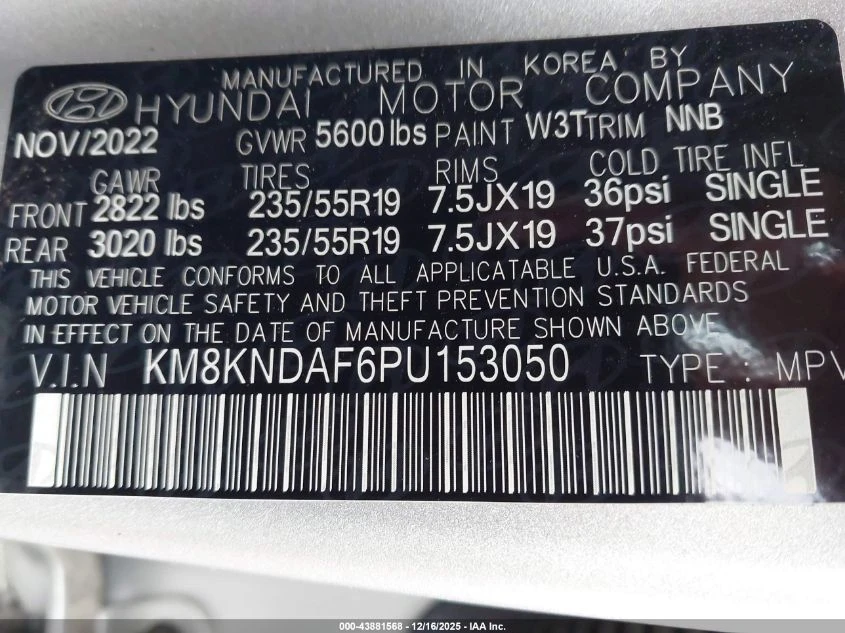 MANUFACTURED IN KOREA BY
HYUNDAI MOTOR COMPANY
NOV/2022 GVWR 5600lbs PAINT W3T TRIM NNB
GAWR TIRES RIMS COLD TIRE INFL
FRONT 2822 lbs 235/55R19 7.5JX19 36psi SINGLE
REAR 3020 lbs 235/55R19 7.5JX19 37psi SINGLE
THIS VEHICLE CONFORMS TO ALL APPLICATABLE U.S.A. FEDERAL
MOTOR VEHICLE SAFETY AND THEFT PREVENTION STANDARDS
IN EFFECT ON THE DATE OF MANUFACTURE SHOWN ABOVE
V.I.N KM8KNDAF6PU153050 TYPE : MPV
000-43881568 - 12/16/2025 - IAA Inc.